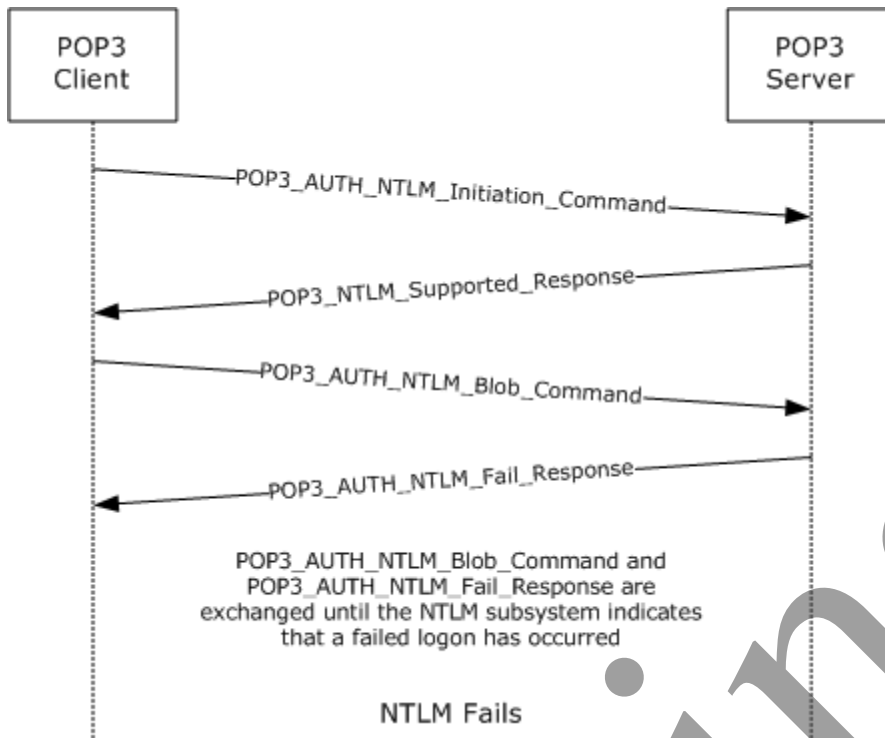 POP3
Client
POP3
Server
POP3_AUTH_NTLM_Initiation_Command
POP3_NTLM_Supported_Response
POP3_AUTH_NTLM_Blob_Command
POP3_AUTH_NTLM_Fail_Response
POP3_AUTH_NTLM_Blob_Command and
POP3_AUTH_NTLM_Fail_Response are
exchanged until the NTLM subsystem indicates
that a failed logon has occurred
NTLM Fails